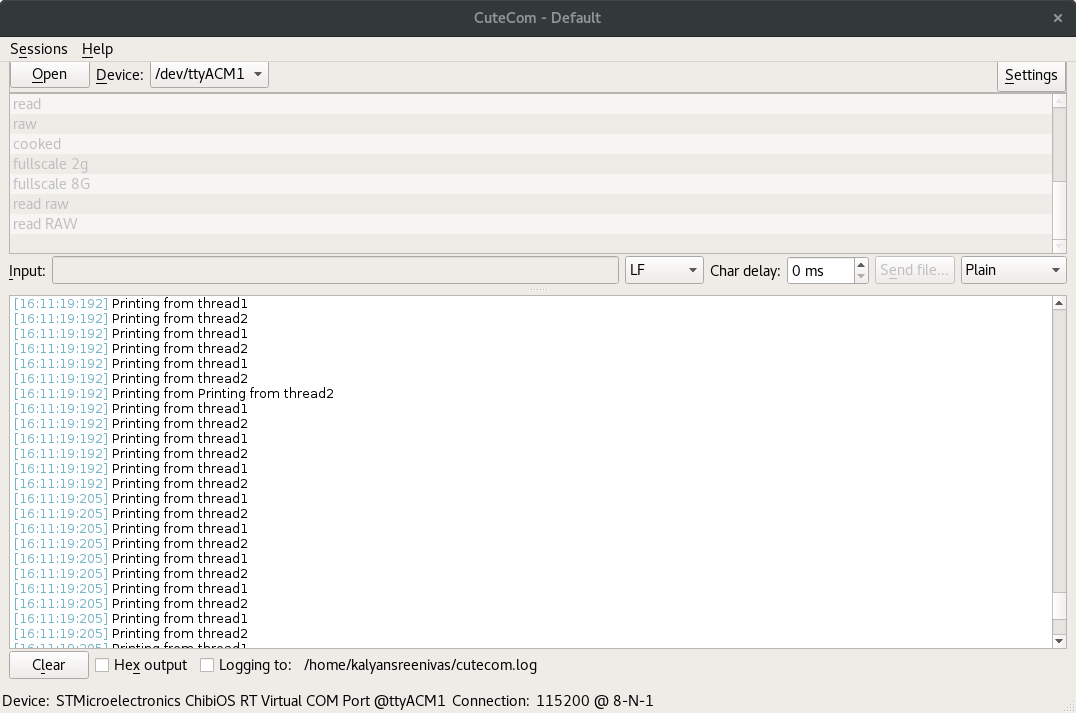 CuteCom - Default
Sessions Help
Open Device: /dev/ttyACM1 Settings
read
raw
cooked
fullscale 2g
fullscale 8G
read raw
read RAW
Input: LF Char delay: 0 ms Send file... Plain
[16:11:19:192] Printing from thread1
[16:11:19:192] Printing from thread2
[16:11:19:192] Printing from thread1
[16:11:19:192] Printing from thread2
[16:11:19:192] Printing from thread1
[16:11:19:192] Printing from thread2
[16:11:19:192] Printing from Printing from thread2
[16:11:19:192] Printing from thread1
[16:11:19:192] Printing from thread2
[16:11:19:192] Printing from thread1
[16:11:19:192] Printing from thread2
[16:11:19:192] Printing from thread1
[16:11:19:192] Printing from thread2
[16:11:19:205] Printing from thread1
[16:11:19:205] Printing from thread2
[16:11:19:205] Printing from thread1
[16:11:19:205] Printing from thread2
[16:11:19:205] Printing from thread1
[16:11:19:205] Printing from thread2
[16:11:19:205] Printing from thread1
[16:11:19:205] Printing from thread2
[16:11:19:205] Printing from thread1
[16:11:19:205] Printing from thread2
[16:11:19:205] Printing from thread1
Clear Hex output Logging to: /home/kalyansreenivas/cutecom.log
Device: STMicroelectronics ChibiOS RT Virtual COM Port @ttyACM1 Connection: 115200 @ 8-N-1